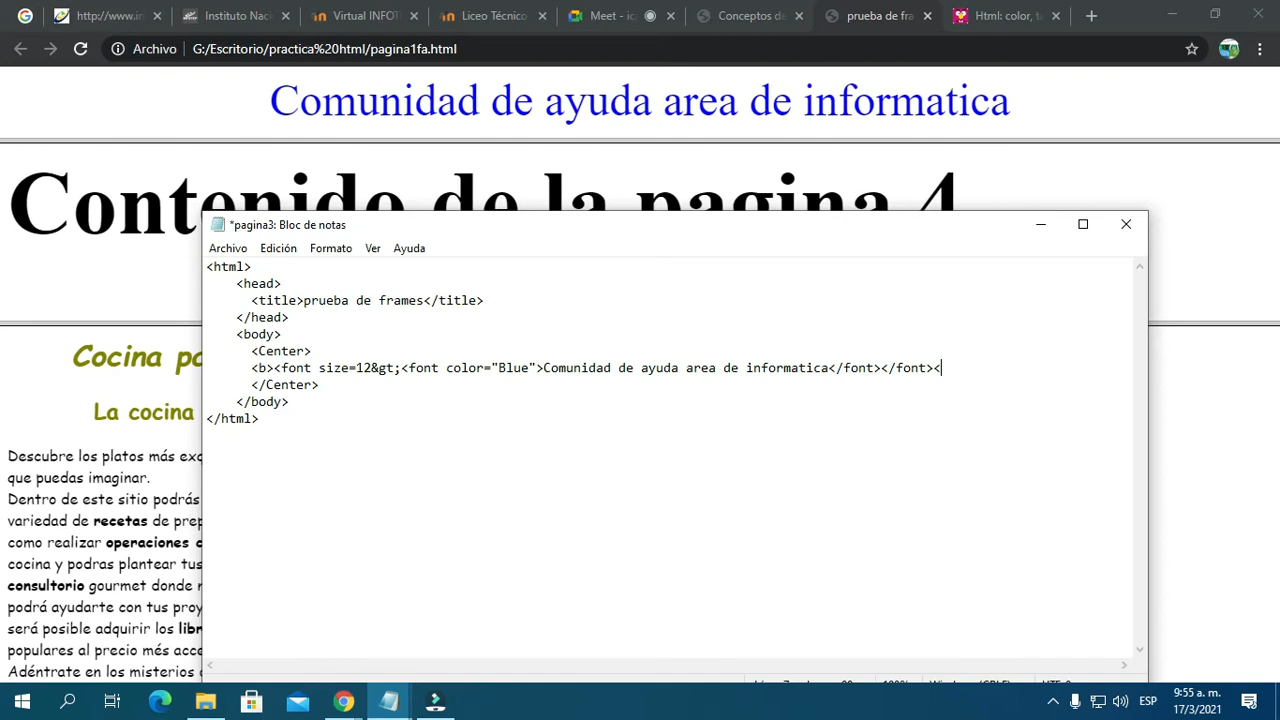 http://www.in
Instituto Nac
Virtual INFOT
Liceo Técnico
Meet - ic
Conceptos de
prueba de fra
Html: color, ta
Archivo G:/Escritorio/practica%20html/pagina1fa.html
Comunidad de ayuda area de informatica
Contenido de la pagina 4
*pagina3: Bloc de notas
Archivo Edición Formato Ver Ayuda
<html>
<head>
<title>prueba de frames</title>
</head>
<body>
<Center>
<b><font size=12&gt;<font color="Blue">Comunidad de ayuda area de informatica</font></font><
</Center>
</body>
</html>
Cocina pa
La cocina
Descubre los platos más exq
que puedas imaginar.
Dentro de este sitio podrás
variedad de recetas de prep
como realizar operaciones c
cocina y podras plantear tus
consultorio gourmet donde n
podrá ayudarte con tus proy
será posible adquirir los libr
populares al precio más acce
Adéntrate en los misterios d
ESP
9:55 a. m.
17/3/2021